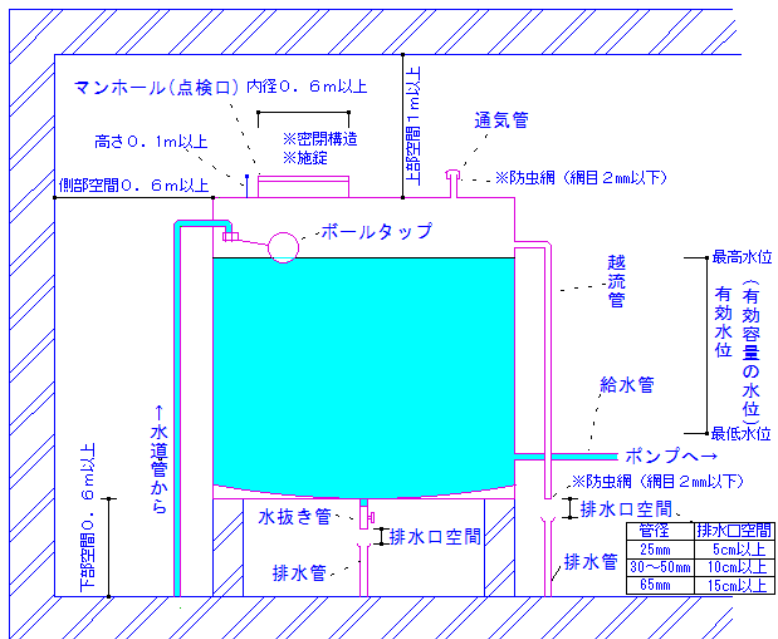 マンホール(点検口)
内径0.6m以上
上部空間1m以上
通気管
高さ0.1m以上
※密閉構造
※施錠
※防虫網(網目2mm以下)
側部空間0.6m以上
ボールタップ
越流管
最高水位
有効水位
(有効容量の水位)
給水管
→水道管から
最低水位
ポンプへ→
下部空間0.6m以上
※防虫網(網目2mm以下)
水抜き管
排水口空間
排水口空間
排水管
排水管
管径 排水口空間
25mm 5cm以上
30~50mm 10cm以上
65mm 15cm以上